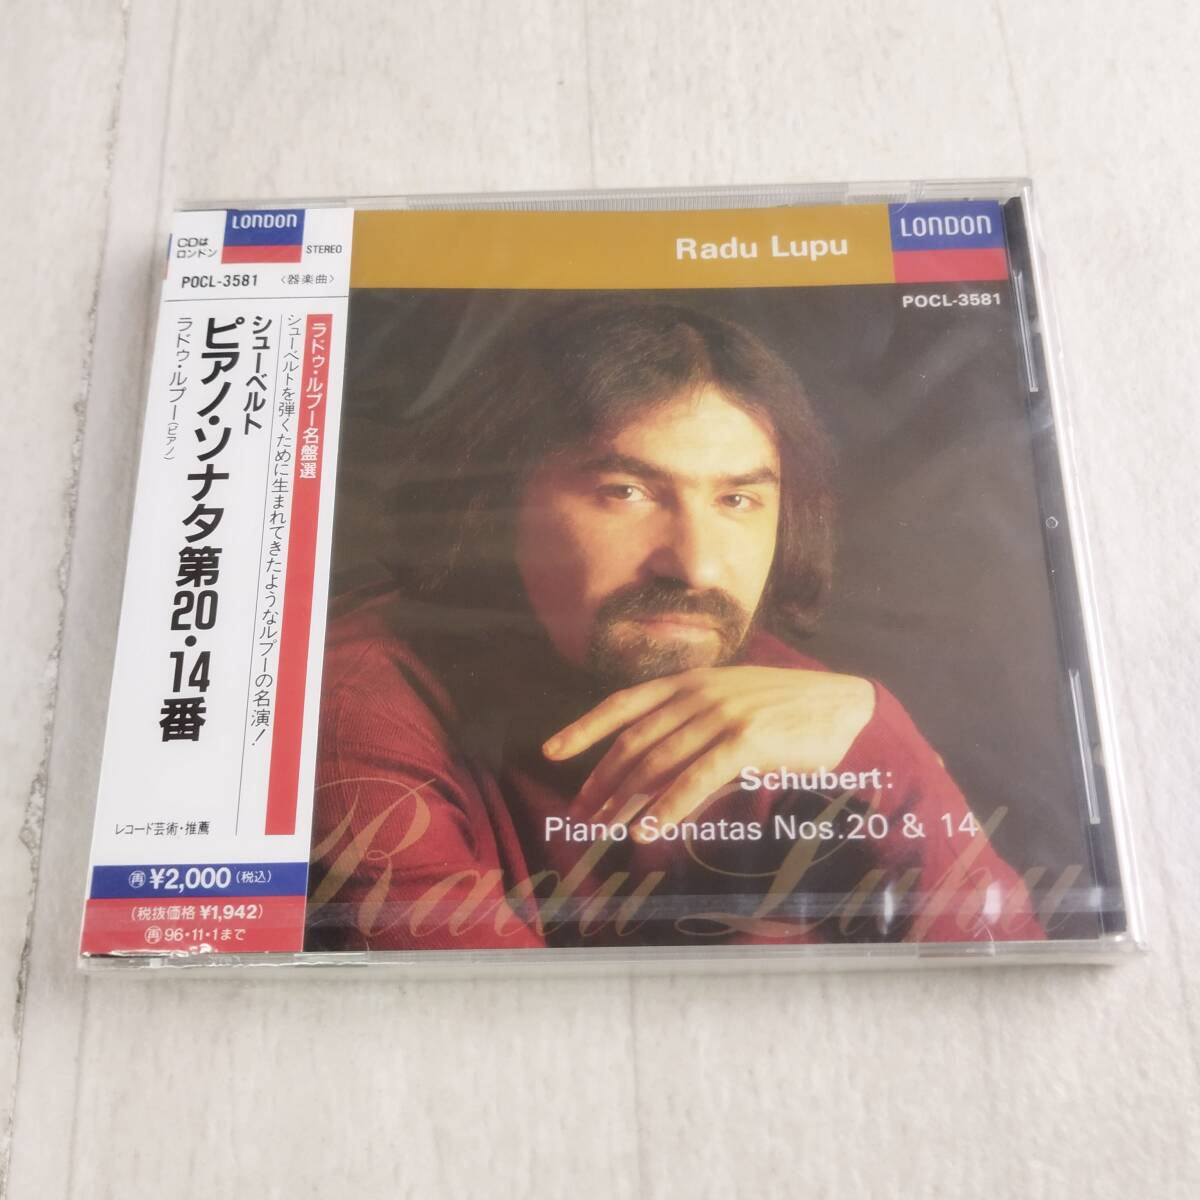 CDは
ロンドン
LONDON
STEREO
POCL-3581 〈器楽曲〉
ラドゥ・ルプー名盤選
シューベルトを弾くために生まれてきたようなルプーの名演!
シューベルト
ピアノ・ソナタ第20・14番
ラドゥ・ルプー(ピアノ)
レコード芸術・推薦
再 ¥2,000 (税込)
(税抜価格 ¥1,942)
再 96・11・1まで
Radu Lupu
LONDON
POCL-3581
Schubert:
Piano Sonatas Nos.20 & 14
Radu Lupu